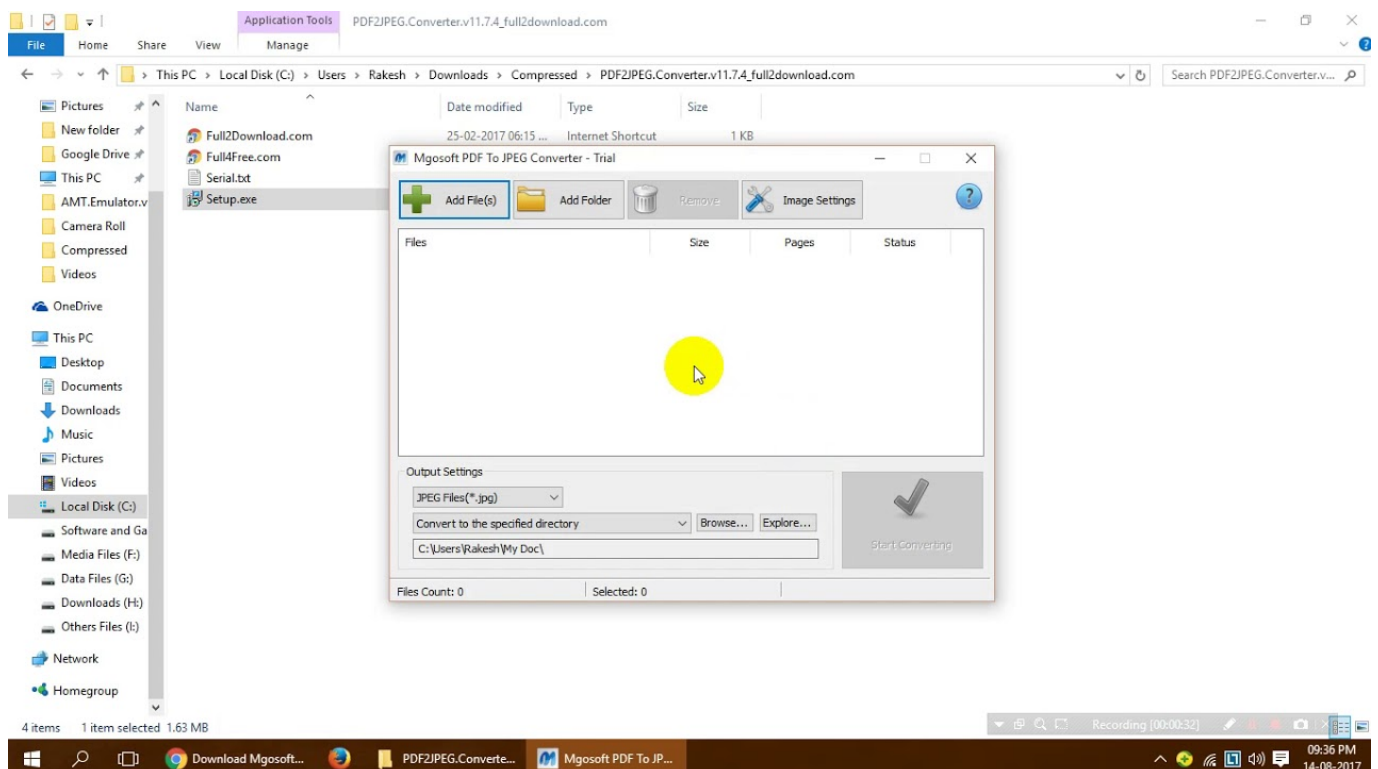 Application Tools PDF2JPEG.Converter.v11.7.4_full2download.com
File Home Share View Manage
This PC Local Disk (C:) Users Rakesh Downloads Compressed PDF2JPEG.Converter.v11.7.4_full2download.com Search PDF2JPEG.Converter.v...
Pictures
New folder
Google Drive
This PC
AMT.Emulator.v
Camera Roll
Compressed
Videos
OneDrive
This PC
Desktop
Documents
Downloads
Music
Pictures
Videos
Local Disk (C:)
Software and Ga
Media Files (F:)
Data Files (G:)
Downloads (H:)
Others Files (I:)
Network
Homegroup
Name Date modified Type Size
Full2Download.com 25-02-2017 06:15 ... Internet Shortcut 1 KB
Full4Free.com
Serial.txt
Setup.exe
Mgosoft PDF To JPEG Converter - Trial
Add File(s) Add Folder Remove Image Settings
Files Size Pages Status
Output Settings
JPEG Files(*.jpg)
Convert to the specified directory Browse... Explore...
C:\Users\Rakesh\My Doc\
Start Converting
Files Count: 0 Selected: 0
4 items 1 item selected 1.63 MB
Recording [00:00:32]
Download Mgosoft... PDF2JPEG.Converte... Mgosoft PDF To JP...
09:36 PM
14-08-2017